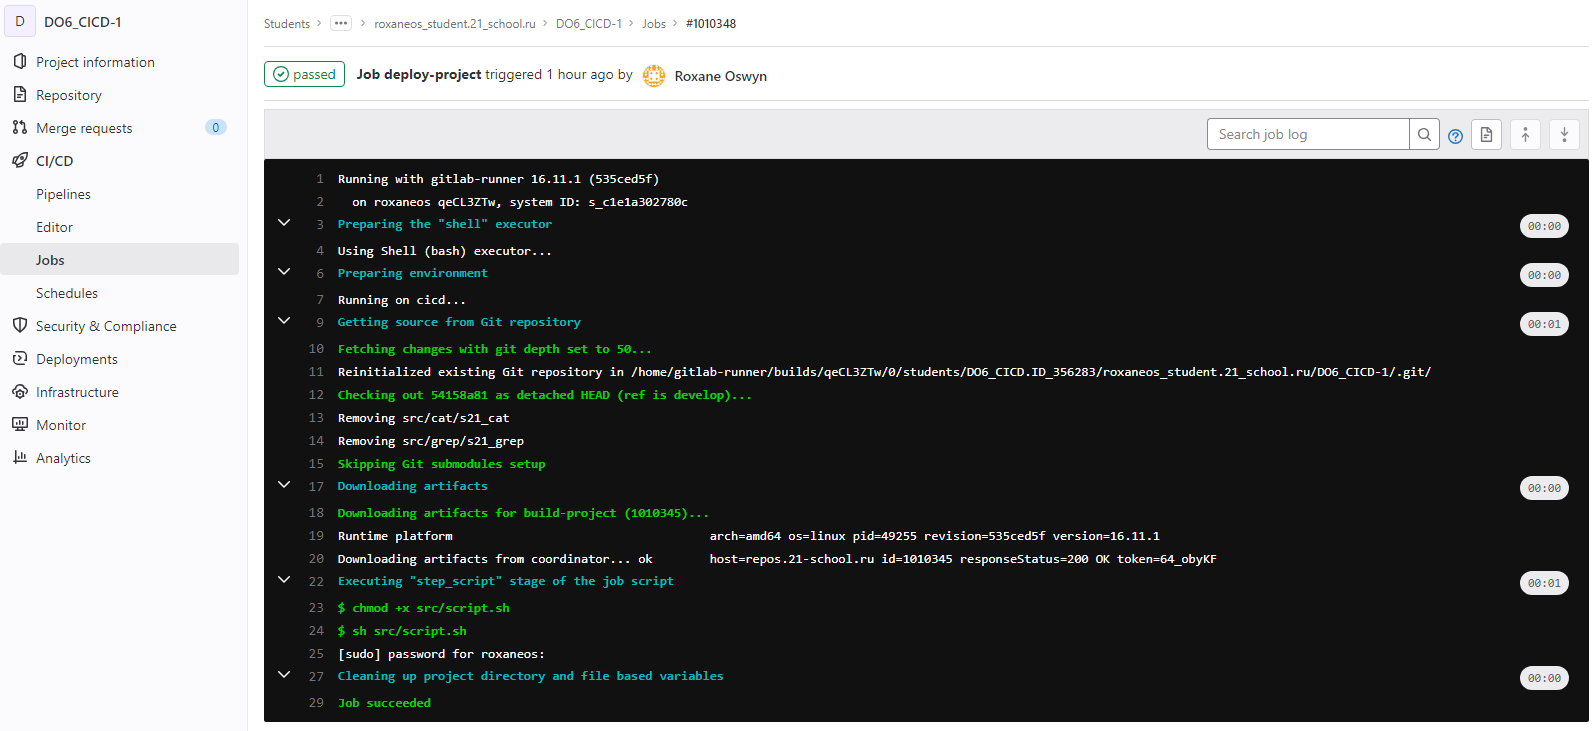 D DO6_CICD-1
Project information
Repository
Merge requests 0
CI/CD
Pipelines
Editor
Jobs
Schedules
Security & Compliance
Deployments
Infrastructure
Monitor
Analytics
Students > ••• > roxaneos_student.21_school.ru > DO6_CICD-1 > Jobs > #1010348
passed Job deploy-project triggered 1 hour ago by Roxane Oswyn
Search job log
1 Running with gitlab-runner 16.11.1 (535ced5f)
2 on roxaneos qeCL3ZTw, system ID: s_c1e1a302780c
3 Preparing the "shell" executor 00:00
4 Using Shell (bash) executor...
6 Preparing environment 00:00
7 Running on cicd...
9 Getting source from Git repository 00:01
10 Fetching changes with git depth set to 50...
11 Reinitialized existing Git repository in /home/gitlab-runner/builds/qeCL3ZTw/0/students/DO6_CICD.ID_356283/roxaneos_student.21_school.ru/DO6_CICD-1/.git/
12 Checking out 54158a81 as detached HEAD (ref is develop)...
13 Removing src/cat/s21_cat
14 Removing src/grep/s21_grep
15 Skipping Git submodules setup
17 Downloading artifacts 00:00
18 Downloading artifacts for build-project (1010345)...
19 Runtime platform arch=amd64 os=linux pid=49255 revision=535ced5f version=16.11.1
20 Downloading artifacts from coordinator... ok host=repos.21-school.ru id=1010345 responseStatus=200 OK token=64_obyKF
22 Executing "step_script" stage of the job script 00:01
23 $ chmod +x src/script.sh
24 $ sh src/script.sh
25 [sudo] password for roxaneos:
27 Cleaning up project directory and file based variables 00:00
29 Job succeeded